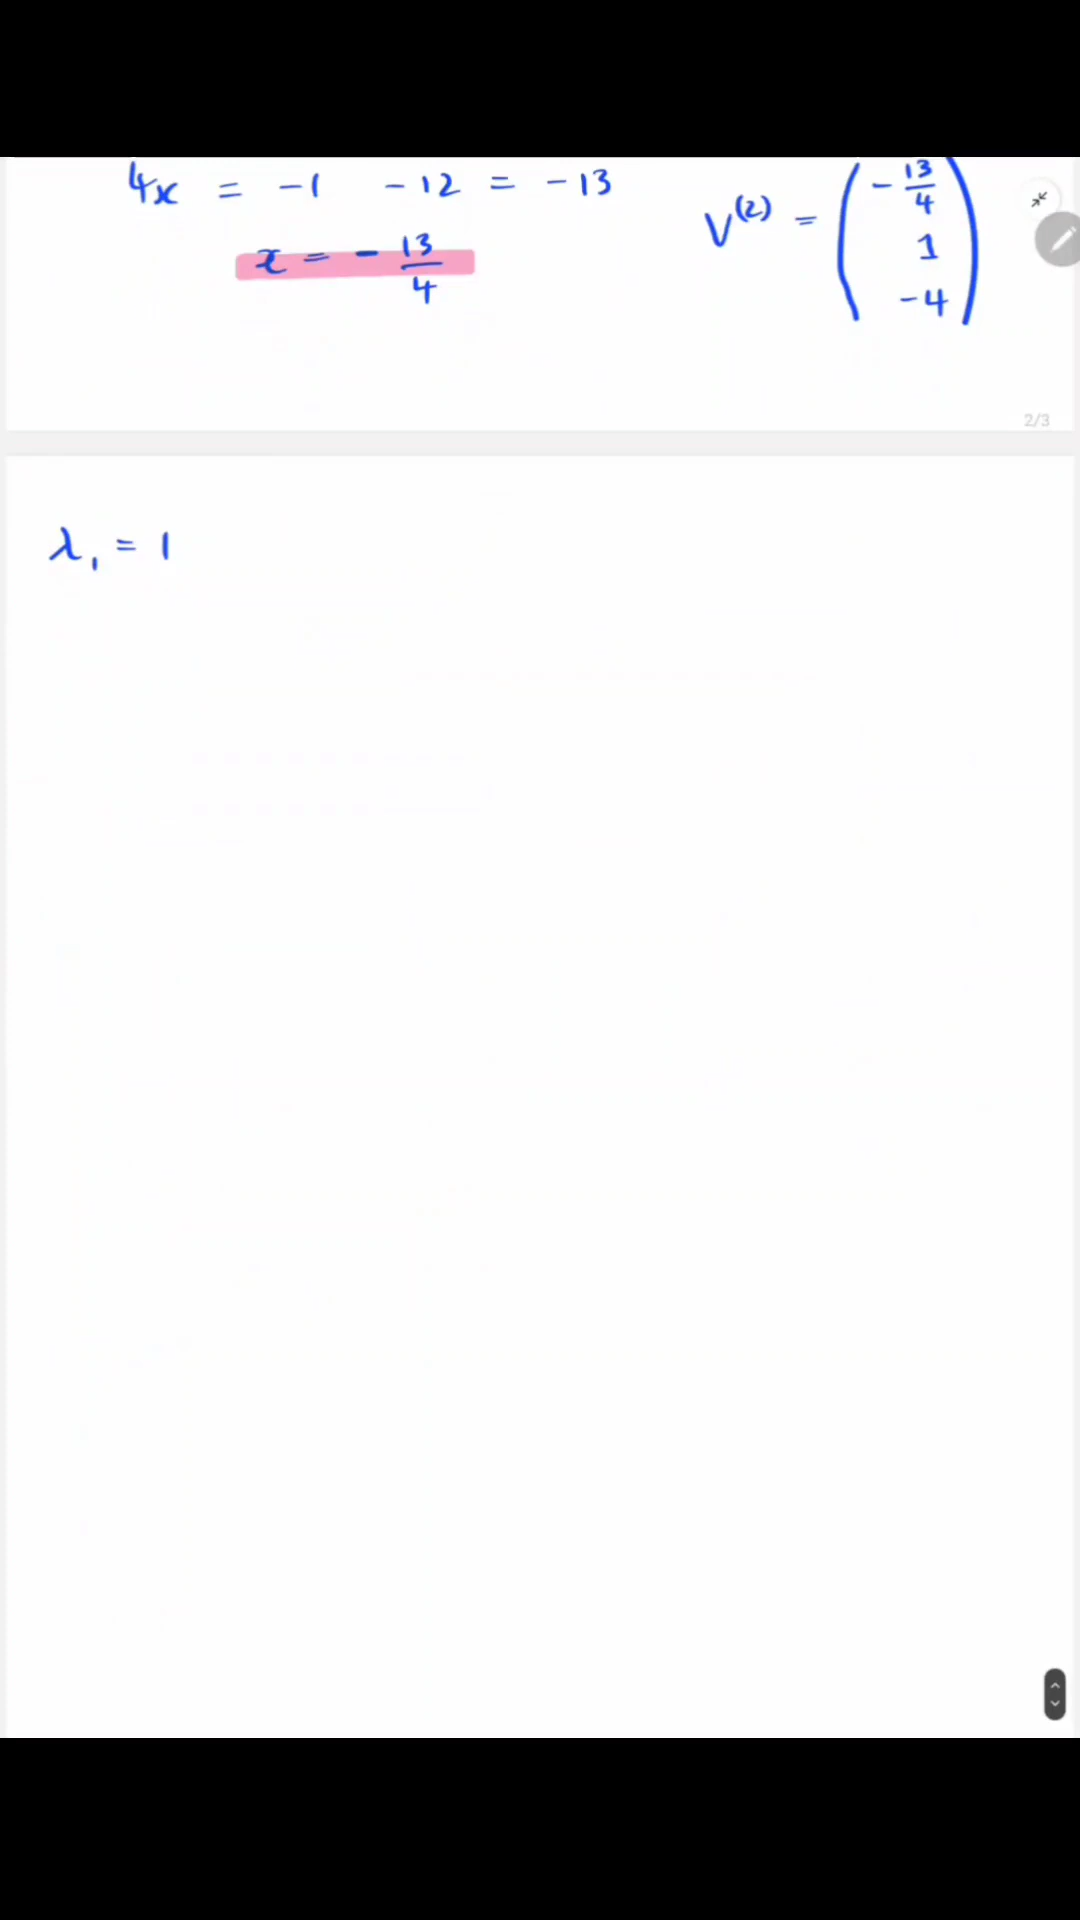 4x = -1 -12 = -13
x = - 13/4
V^(2) = ( -13/4
1
-4 )
2/3
λ₁ = 1